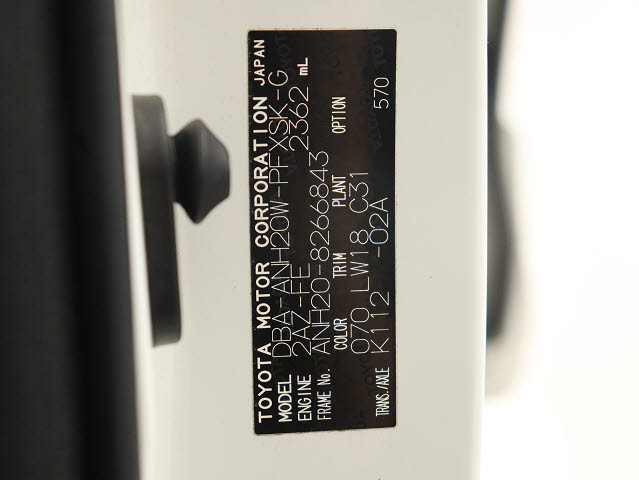 TOYOTA MOTOR CORPORATION JAPAN
MODEL DBA-ANH20W-PFXSK-G
ENGINE 2AZ-FE 2362 mL
FRAME No. ANH20-8266843
COLOR TRIM PLANT OPTION
070 LW18 C31
TRANS./AXLE K112 -02A 570